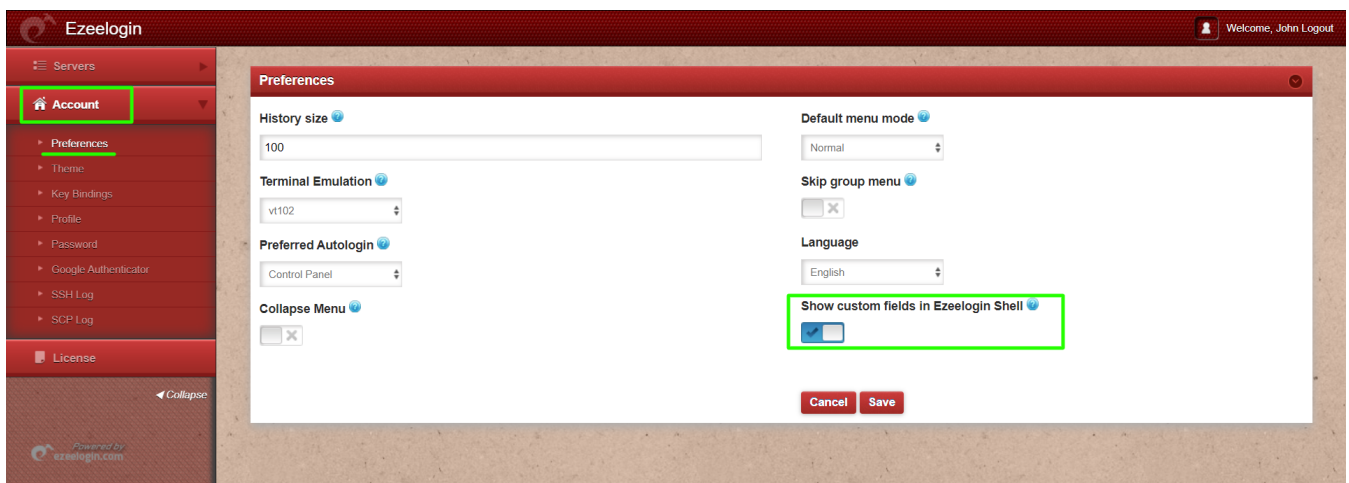 Ezeelogin
Welcome, John Logout
Servers
Account
Preferences
Theme
Key Bindings
Profile
Password
Google Authenticator
SSH Log
SCP Log
License
Collapse
Powered by
ezeelogin.com
Preferences
History size
100
Terminal Emulation
vt102
Preferred Autologin
Control Panel
Collapse Menu
Default menu mode
Normal
Skip group menu
Language
English
Show custom fields in Ezeelogin Shell
Cancel Save